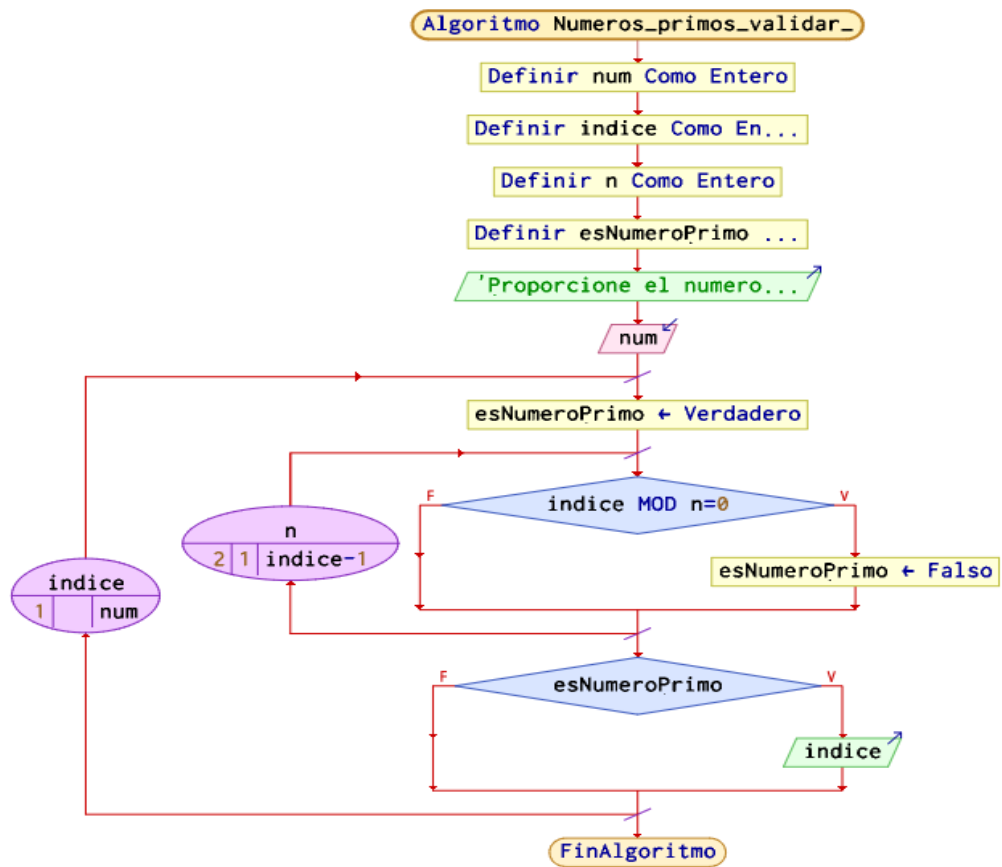 Algoritmo Numeros_primos_validar_
Definir num Como Entero
Definir indice Como En...
Definir n Como Entero
Definir esNumeroPrimo ...
'Proporcione el numero...
num
esNumeroPrimo ← Verdadero
F
indice MOD n=0
V
n
2 1 indice-1
esNumeroPrimo ← Falso
indice
1 num
F
esNumeroPrimo
V
indice
FinAlgoritmo